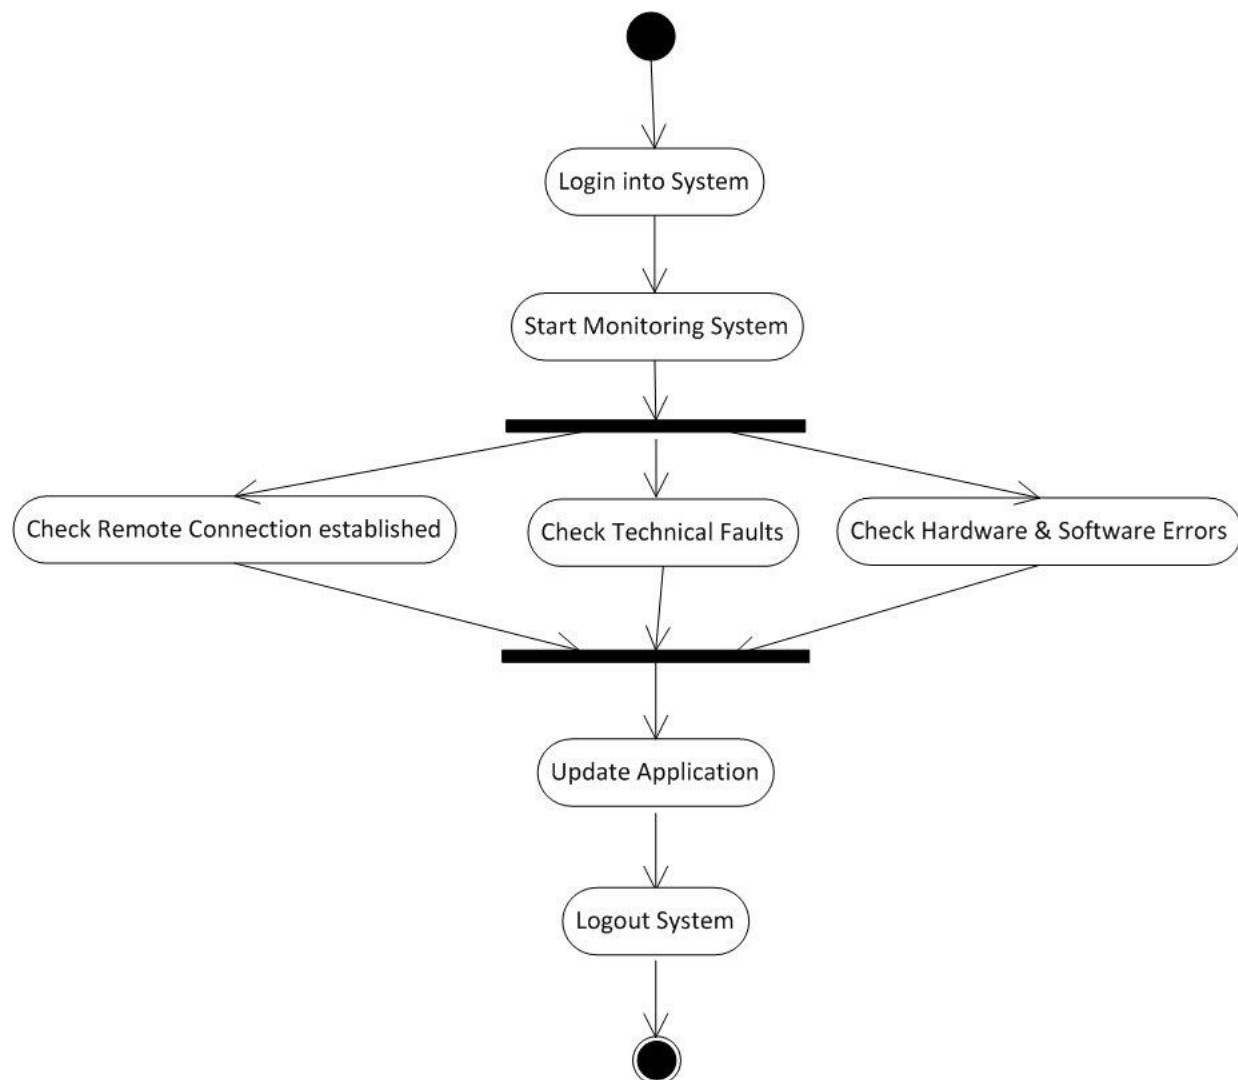 Login into System
Start Monitoring System
Check Remote Connection established
Check Technical Faults
Check Hardware & Software Errors
Update Application
Logout System